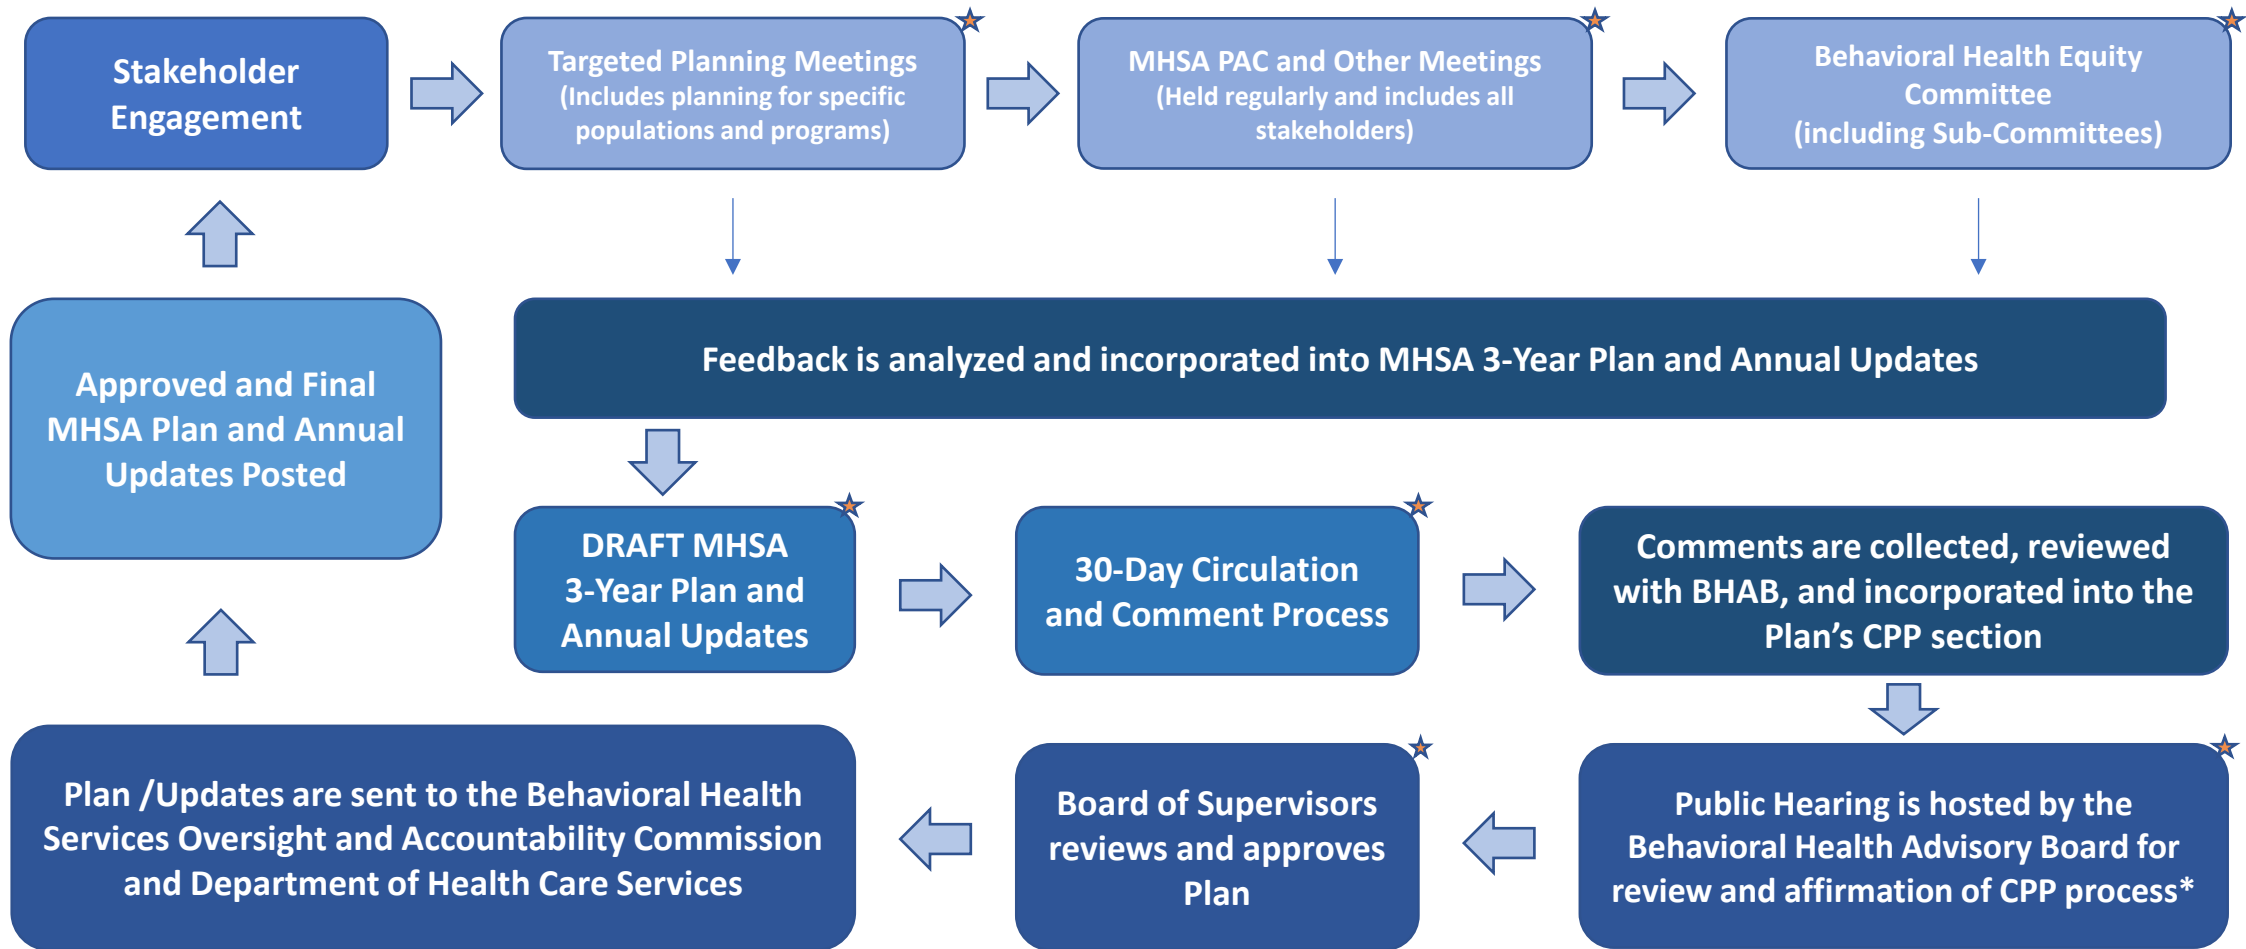 Stakeholder
Engagement
Targeted Planning Meetings
(Includes planning for specific
populations and programs)
MHSA PAC and Other Meetings
(Held regularly and includes all
stakeholders)
Behavioral Health Equity
Committee
(including Sub-Committees)
Feedback is analyzed and incorporated into MHSA 3-Year Plan and Annual Updates
Approved and Final
MHSA Plan and Annual
Updates Posted
DRAFT MHSA
3-Year Plan and
Annual Updates
30-Day Circulation
and Comment Process
Comments are collected, reviewed
with BHAB, and incorporated into the
Plan’s CPP section
Plan /Updates are sent to the Behavioral Health
Services Oversight and Accountability Commission
and Department of Health Care Services
Board of Supervisors
reviews and approves
Plan
Public Hearing is hosted by the
Behavioral Health Advisory Board for
review and affirmation of CPP process*